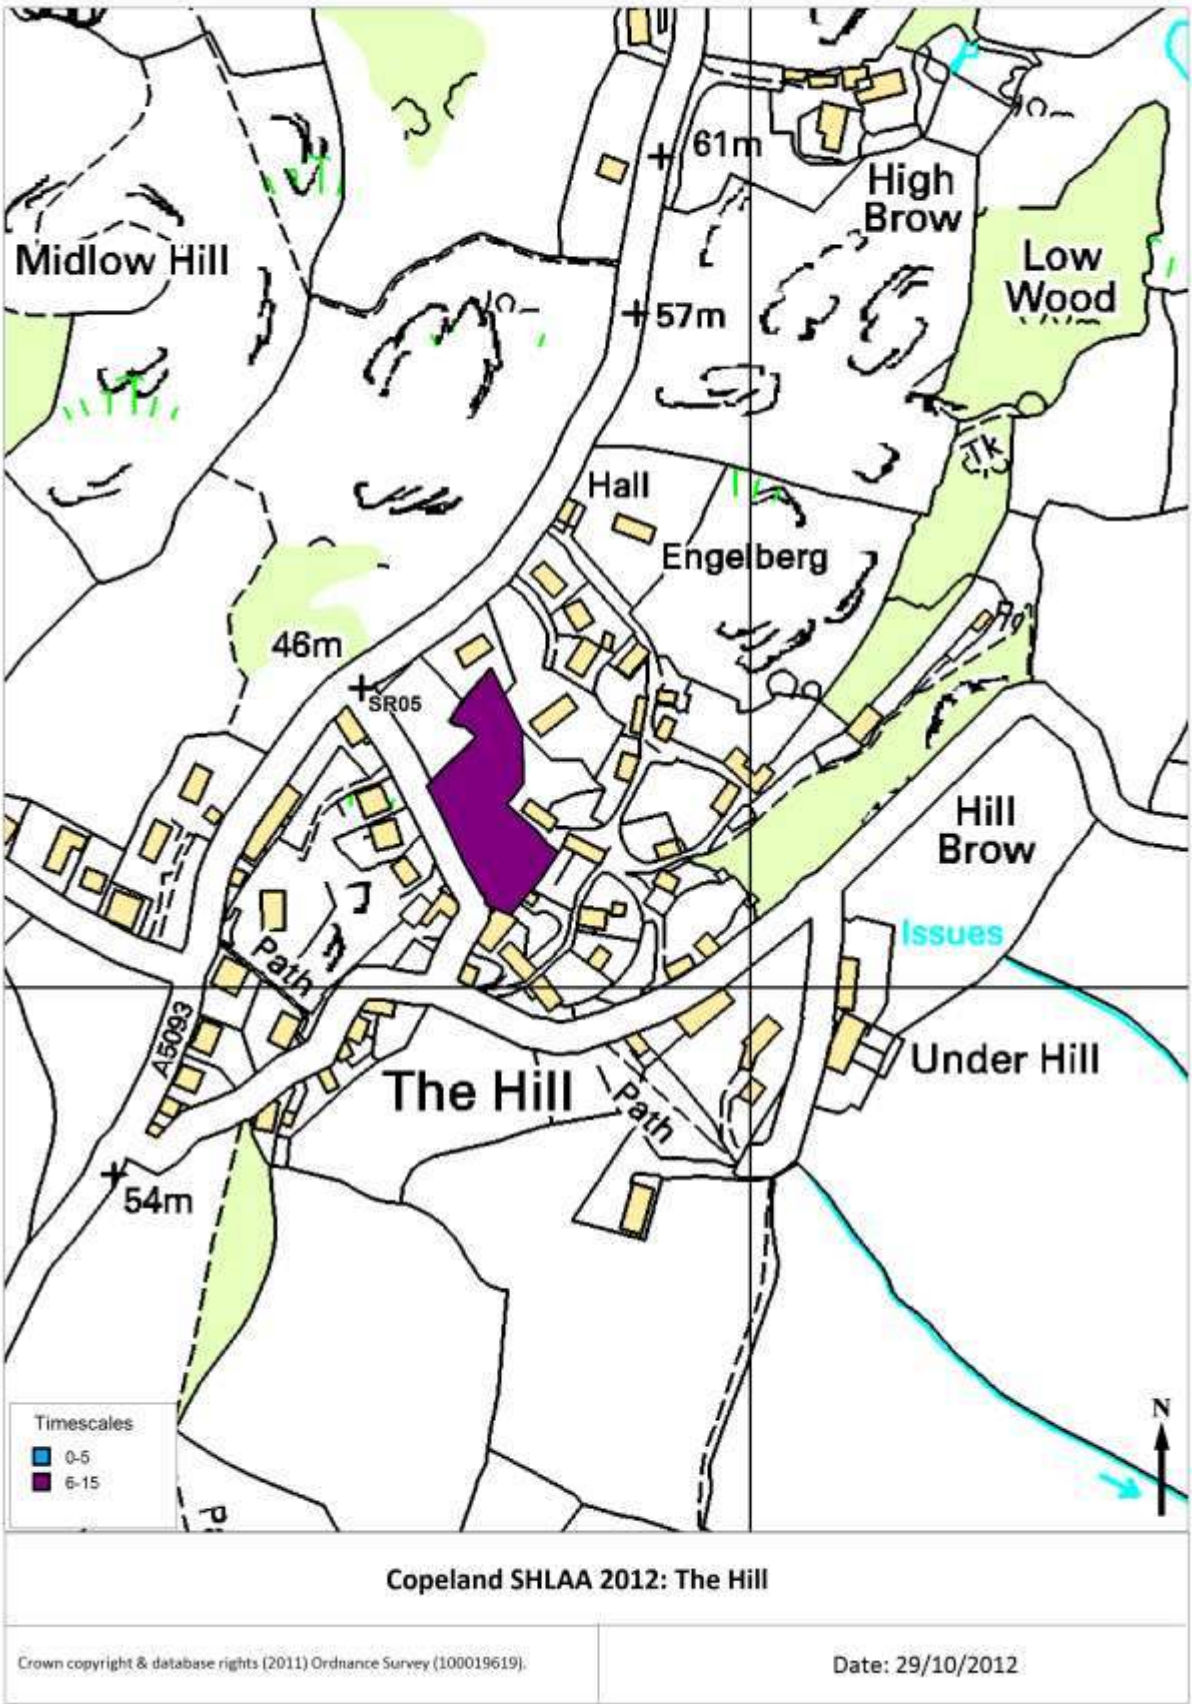 61m
High
Brow
Midlow Hill
Low
Wood
57m
Tk
Hall
Engelberg
46m
SR05
Hill
Brow
Issues
Path
A5093
Under Hill
The Hill
Path
54m
N
Timescales
0-5
6-15
Copeland SHLAA 2012: The Hill
Crown copyright & database rights (2011) Ordnance Survey (100019619).
Date: 29/10/2012